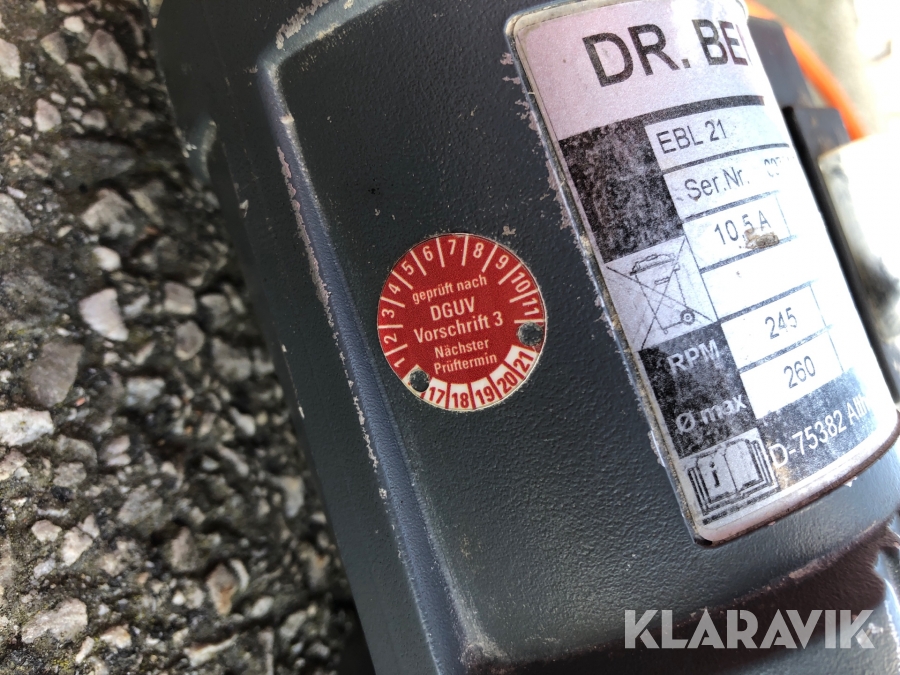 1 2 3 4 5 6 7 8 9 10 11
geprüft nach
DGUV
Vorschrift 3
Nächster
Prüftermin
17 18 19 20 21
DR. BE
EBL 21
Ser.Nr.
10,5 A
RPM 245
Ø max 260
D-75382
KLARAVIK